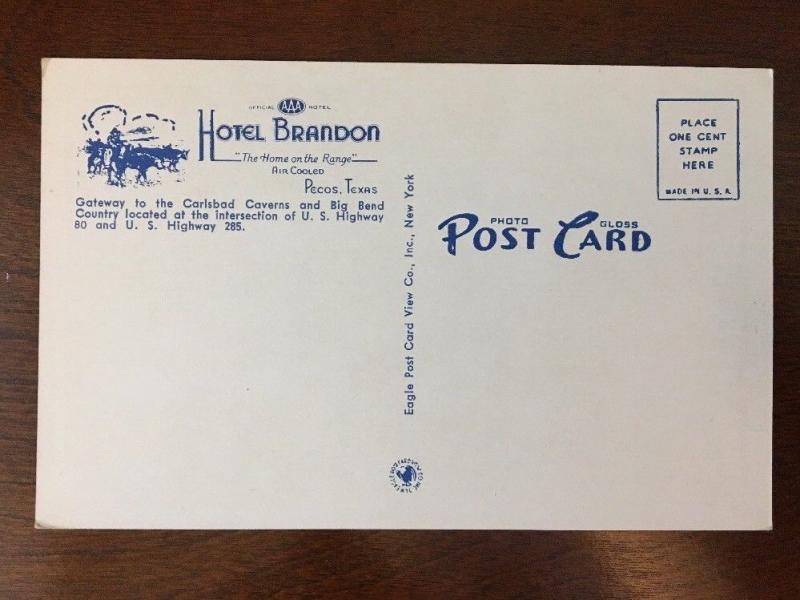 OFFICIAL AAA HOTEL
HOTEL BRANDON
"The Home on the Range"
AIR COOLED
PECOS, TEXAS
Gateway to the Carlsbad Caverns and Big Bend
Country located at the intersection of U. S. Highway
80 and U. S. Highway 285.
Eagle Post Card View Co., Inc., New York
PHOTO GLOSS
POST CARD
PLACE
ONE CENT
STAMP
HERE
MADE IN U. S. A.